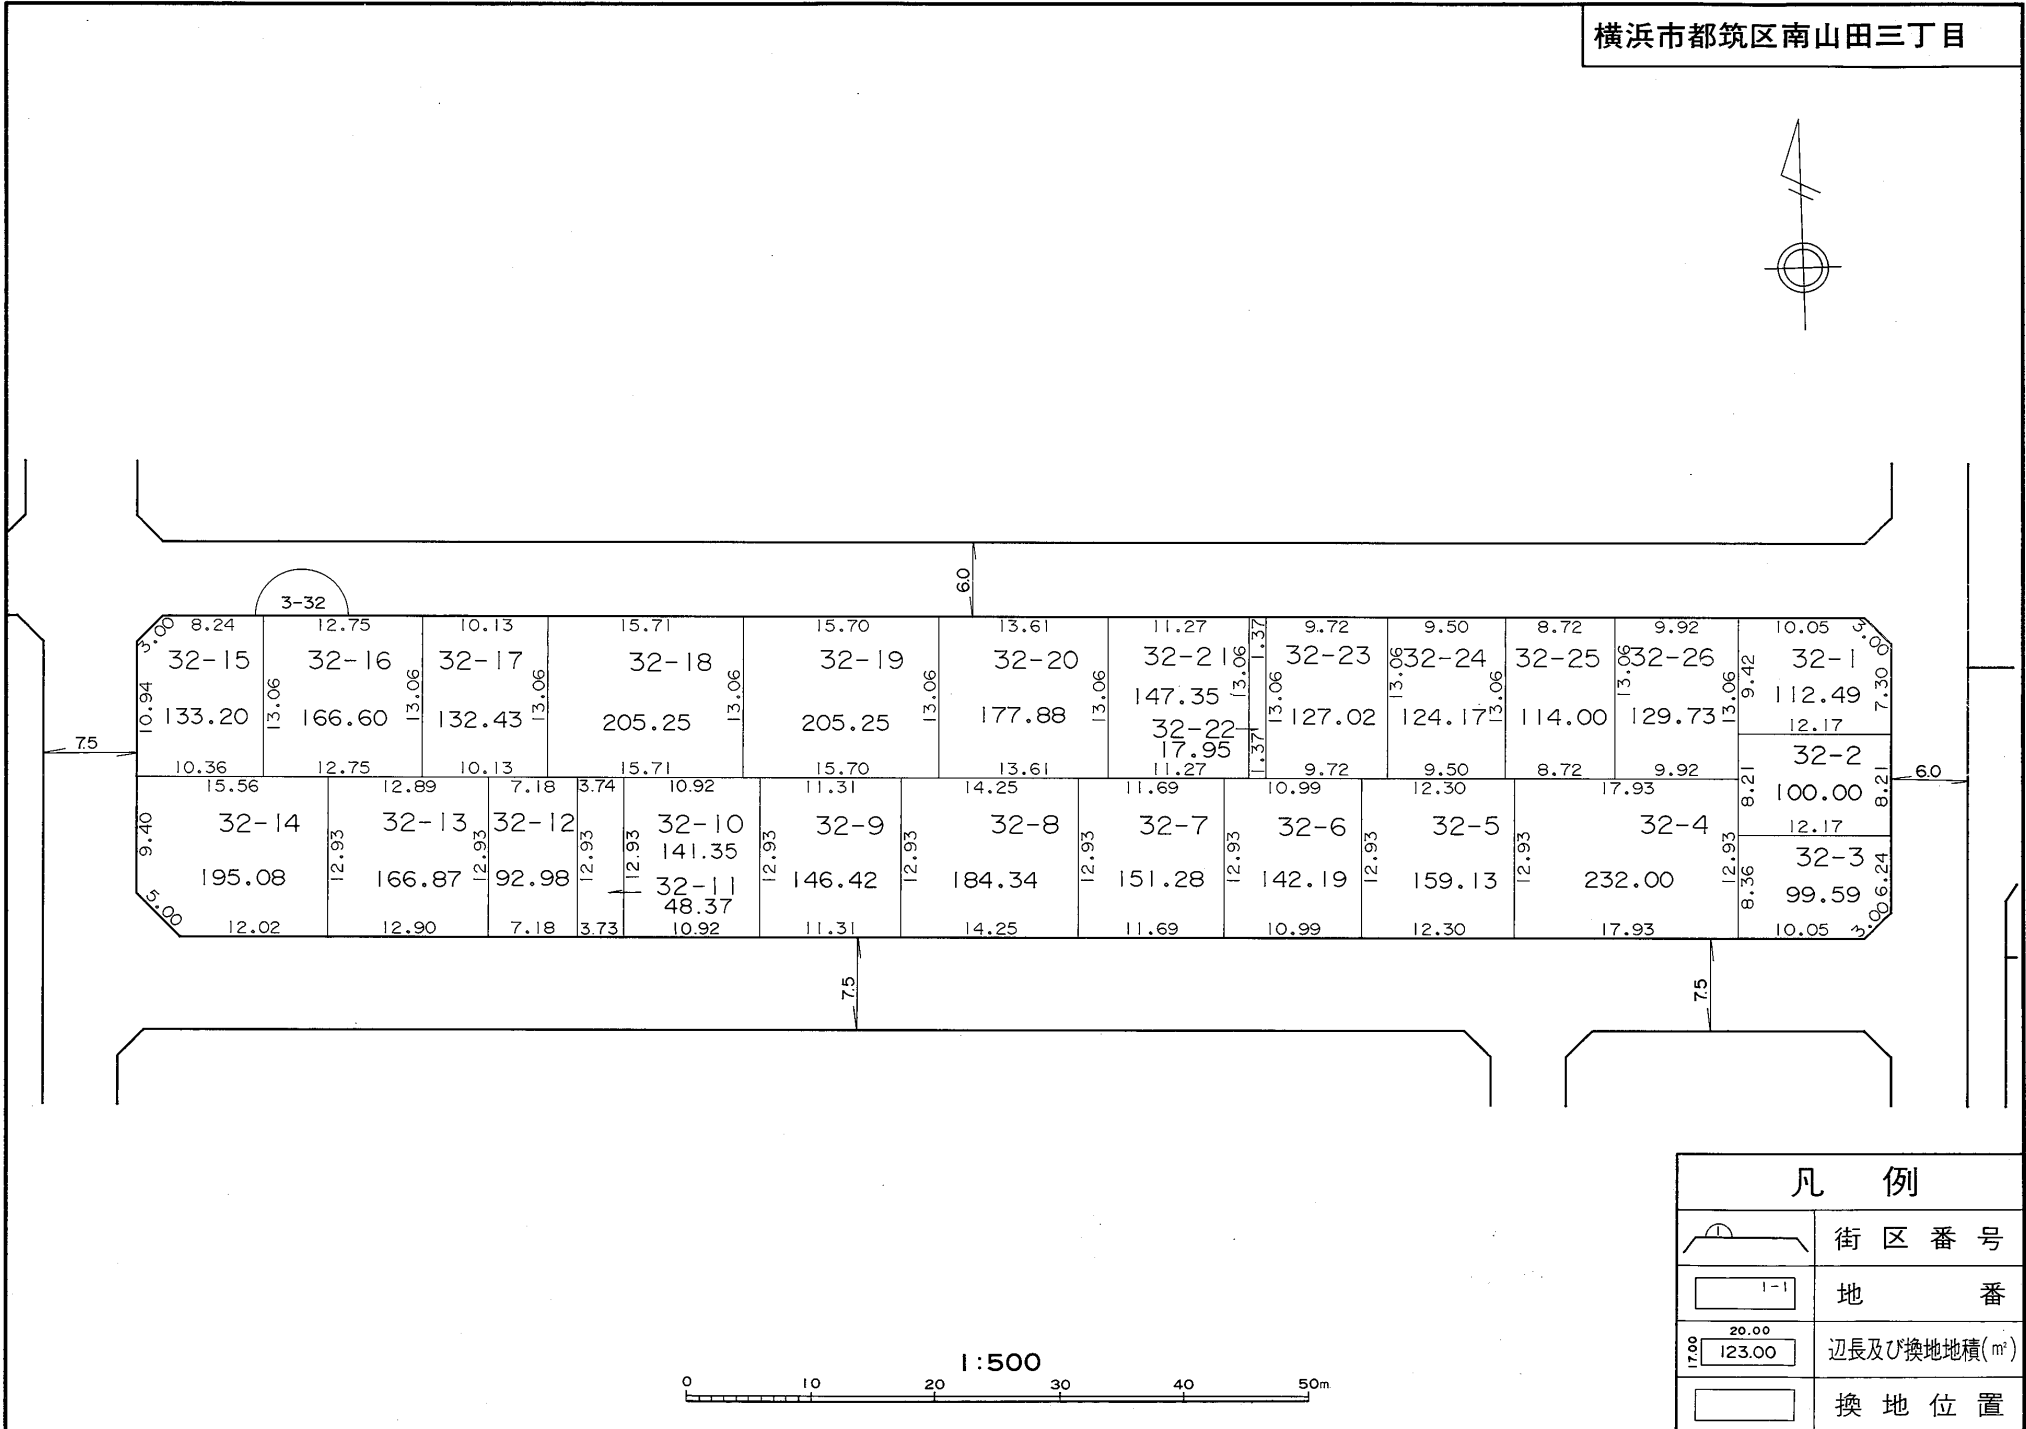 横浜市都筑区南山田三丁目
6.0
3-32
3.00 8.24 12.75 10.13 15.71 15.70 13.61 11.27 1.37 9.72 9.50 8.72 9.92 10.05 3.00
32-15 32-16 32-17 32-18 32-19 32-20 32-21 32-23 32-24 32-25 32-26 32-1
10.94 13.06 13.06 13.06 13.06 13.06 13.06 13.06 13.06 13.06 13.06 13.06 13.06 9.42 7.30
147.35 112.49
133.20 166.60 132.43 205.25 205.25 177.88 127.02 124.17 114.00 129.73
32-22 12.17
17.95
7.5
32-2
10.36 12.75 10.13 15.71 15.70 13.61 11.27 1.37 9.72 9.50 8.72 9.92
6.0
15.56 12.89 7.18 3.74 10.92 11.31 14.25 11.69 10.99 12.30 17.93 8.21 100.00 8.21
32-14 32-13 32-12 32-10 32-9 32-8 32-7 32-6 32-5 32-4 12.17
9.40 12.93 12.93 12.93 12.93 12.93 12.93 12.93 12.93 12.93 12.93 12.93
141.35 32-3
195.08 166.87 92.98 32-11 146.42 184.34 151.28 142.19 159.13 232.00 8.36 99.59 6.24
48.37
5.00 12.02 12.90 7.18 3.73 10.92 11.31 14.25 11.69 10.99 12.30 17.93 10.05 3.00
7.5 7.5
凡 例
1 街区番号
1-1 地番
20.00
17.00 123.00 辺長及び換地地積(㎡)
換地位置
1:500
0 10 20 30 40 50m